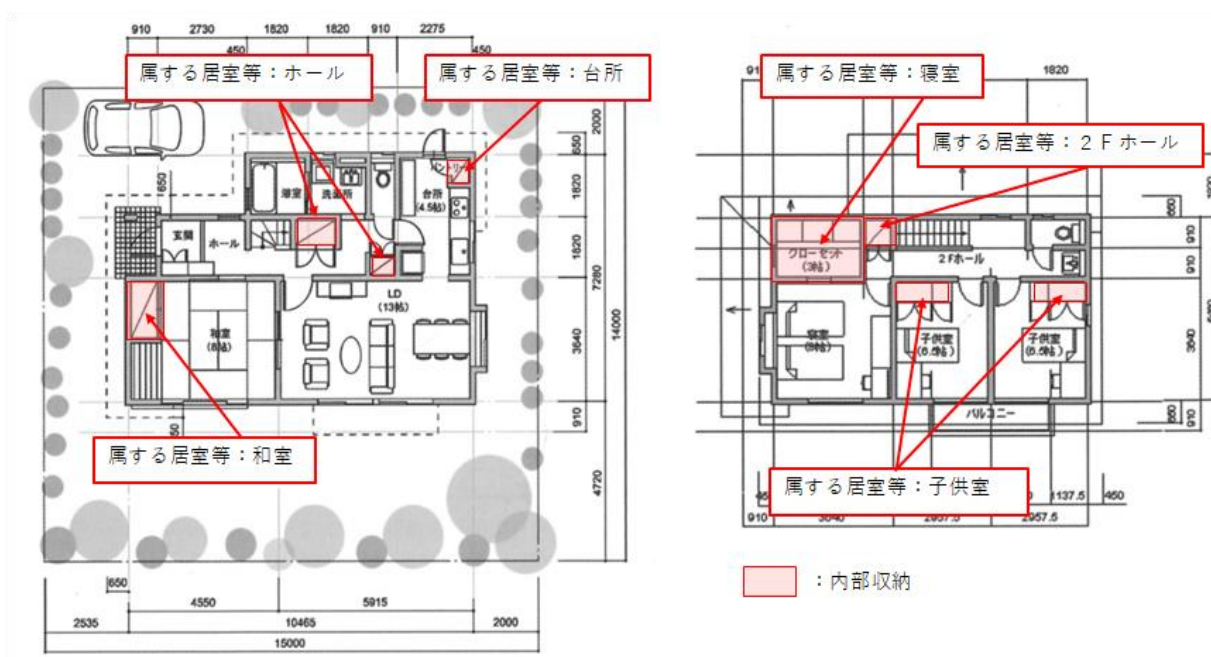 910 2730 1820 1820 910 2275
450 450
属する居室等：ホール
属する居室等：台所
2000
650
1820
1820
7280
3640
14000
910
4720
650
浴室
洗面所
台所
(4.5帖)
パントリー
玄関
ホール
和室
(8帖)
LD
(13帖)
属する居室等：和室
650
4550 5915
2535 10465 2000
15000
属する居室等：寝室
1820
属する居室等：２Ｆホール
クローゼット
(3帖)
2Fホール
寝室
(8帖)
子供室
(6.5帖)
子供室
(6.5帖)
バルコニー
650
910
910
3640
650
910
属する居室等：子供室
1137.5 450
910 3640 2957.5 2957.5
：内部収納